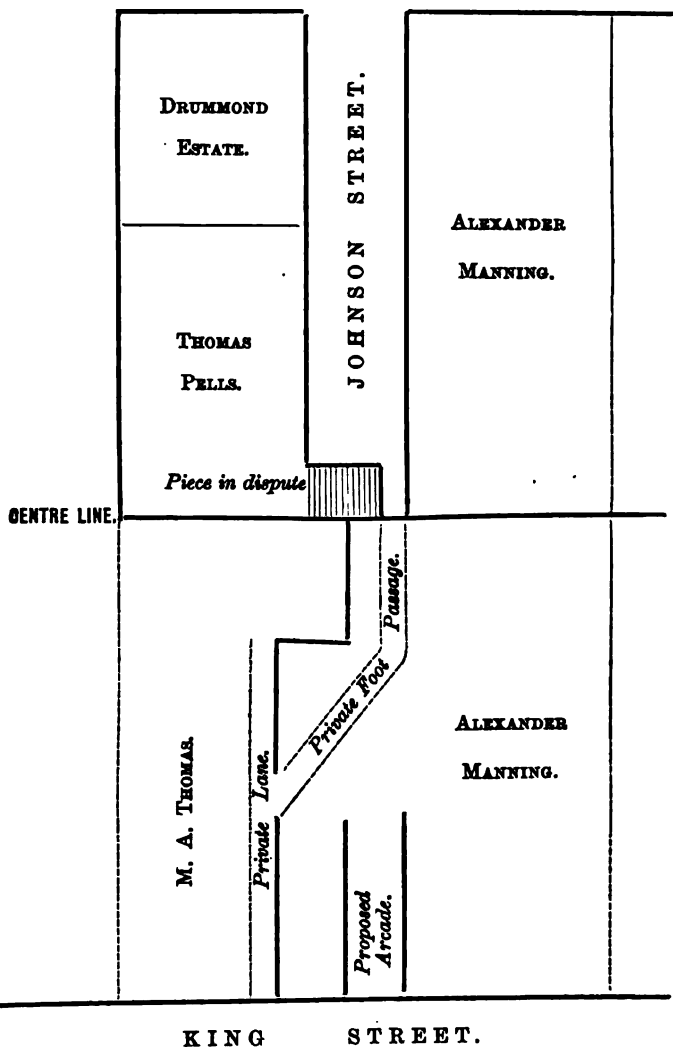 DRUMMOND
ESTATE.
JOHNSON STREET.
ALEXANDER
MANNING.
THOMAS
PELLS.
Piece in dispute
CENTRE LINE.
Passage.
Private Foot
M. A. THOMAS.
Private Lane.
ALEXANDER
MANNING.
Proposed
Arcade.
KING STREET.